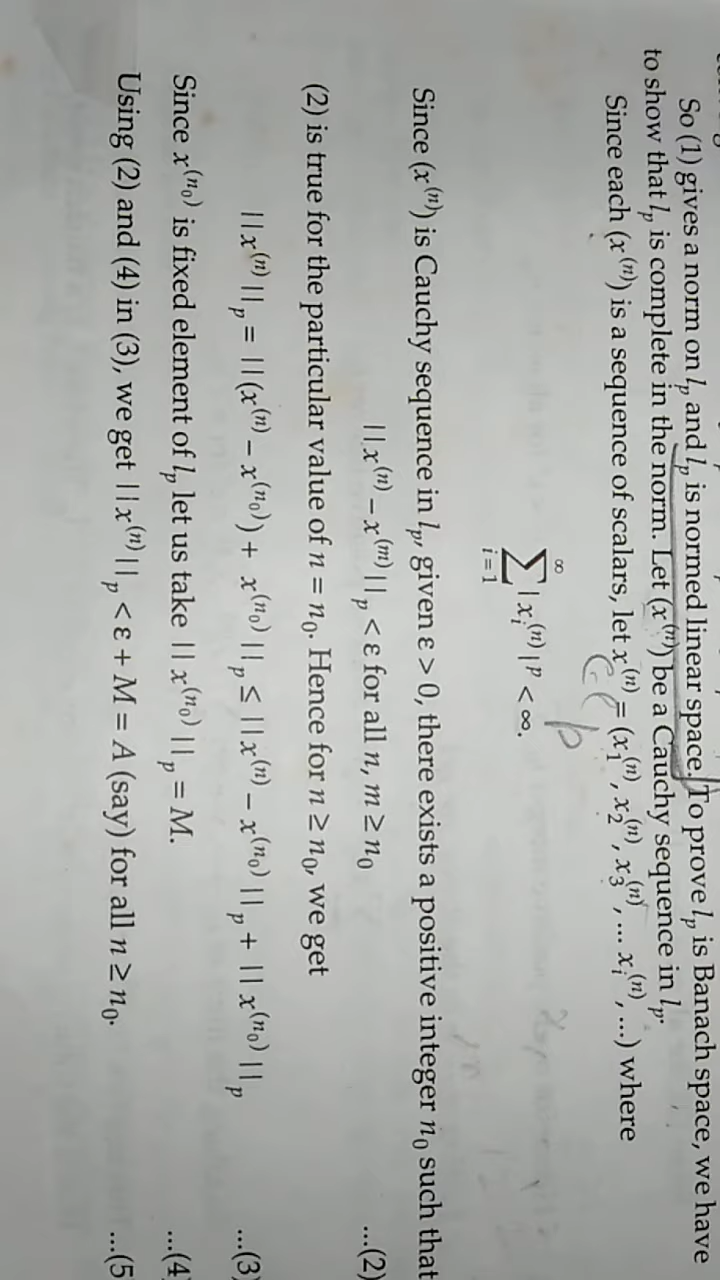 So (1) gives a norm on l_p and l_p is normed linear space. To prove l_p is Banach space, we have
to show that l_p is complete in the norm. Let (x^(n)) be a Cauchy sequence in l_p.
Since each (x^(n)) is a sequence of scalars, let x^(n) = (x_1^(n), x_2^(n), x_3^(n), ... x_i^(n), ...) where
∑_{i = 1}^{∞} | x_i^(n) |^p < ∞.
Since (x^(n)) is Cauchy sequence in l_p, given ε > 0, there exists a positive integer n_0 such that
||x^(n) – x^(m)||_p < ε for all n, m ≥ n_0 ...(2)
(2) is true for the particular value of n = n_0. Hence for n ≥ n_0, we get
||x^(n)||_p = ||(x^(n) – x^(n_0)) + x^(n_0)||_p ≤ ||x^(n) – x^(n_0)||_p + ||x^(n_0)||_p ...(3)
Since x^(n_0) is fixed element of l_p let us take ||x^(n_0)||_p = M. ...(4)
Using (2) and (4) in (3), we get ||x^(n)||_p < ε + M = A (say) for all n ≥ n_0. ...(5